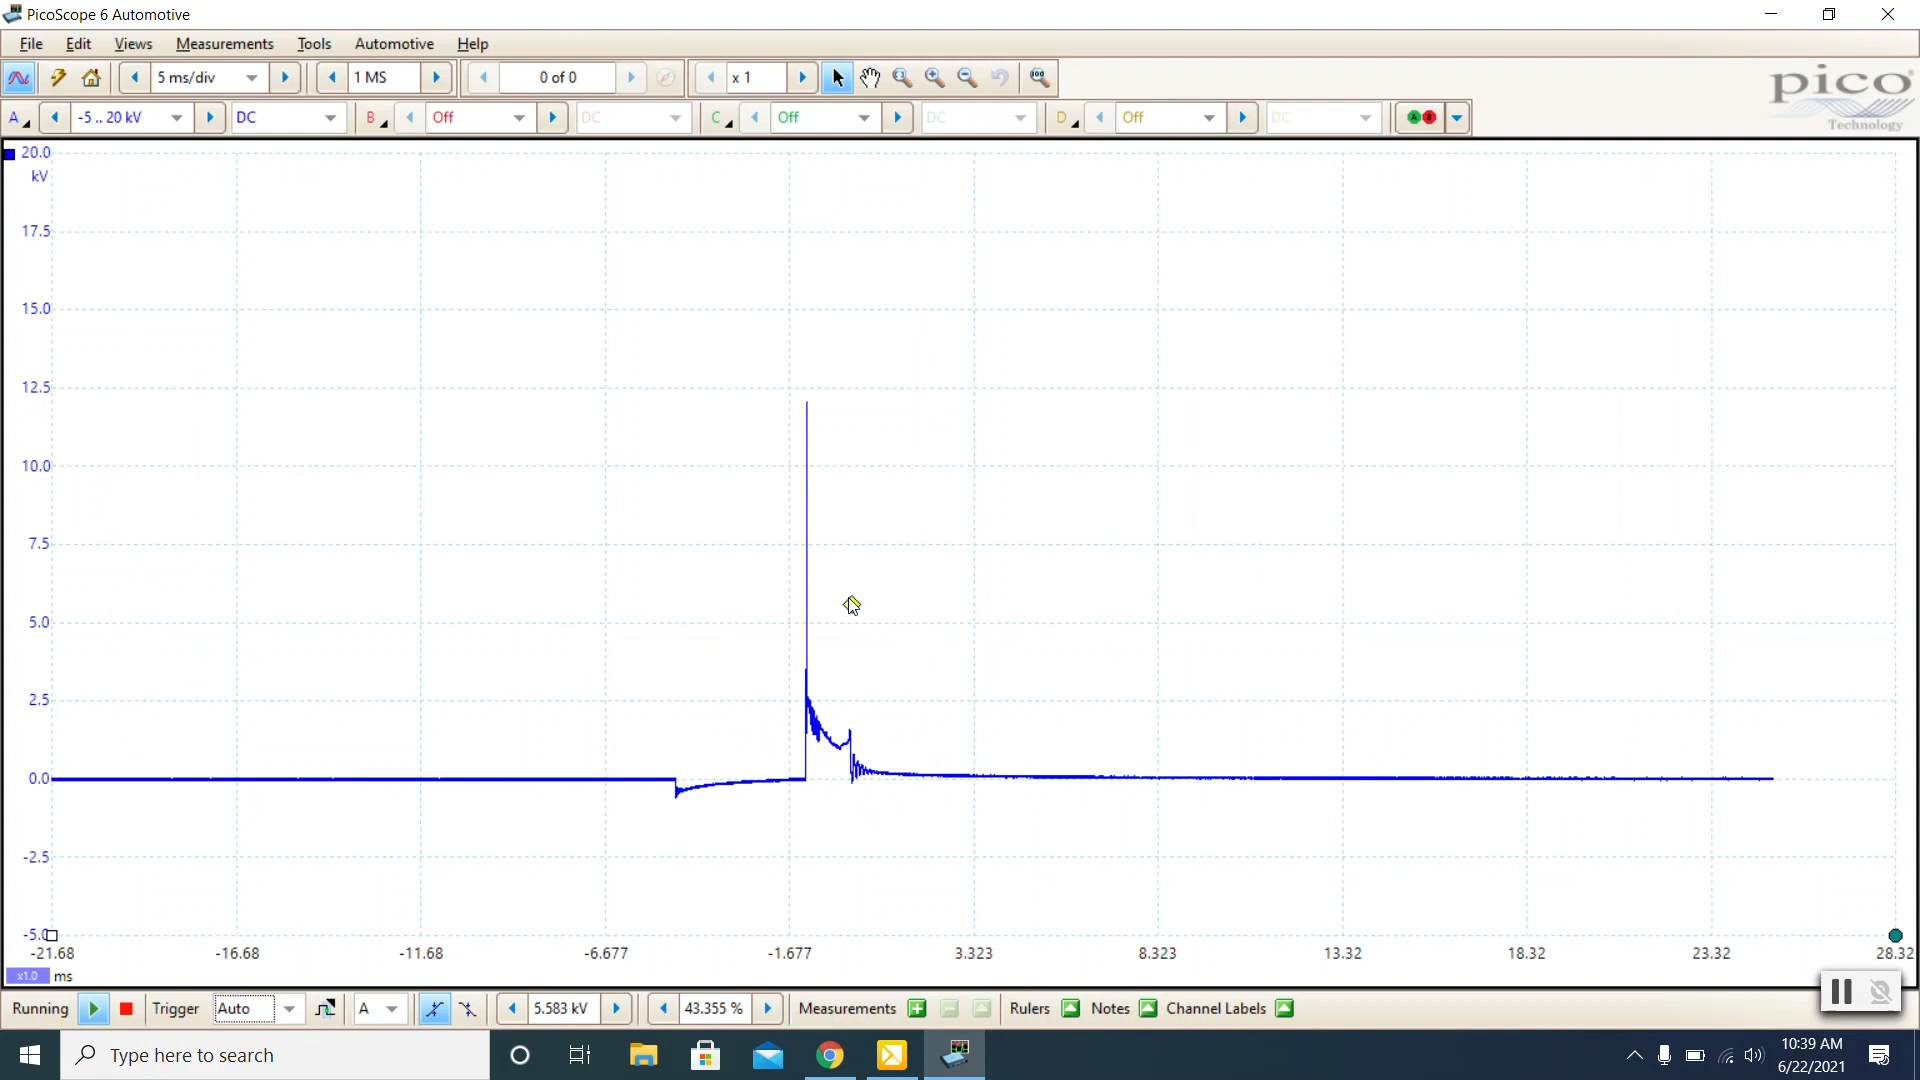 PicoScope 6 Automotive
File Edit Views Measurements Tools Automotive Help
5 ms/div 1 MS 0 of 0 x 1
A -5 .. 20 kV DC B Off DC C Off DC D Off DC A B
pico
Technology
20.0
kV
17.5
15.0
12.5
10.0
7.5
5.0
2.5
0.0
-2.5
-5.0
-21.68 -16.68 -11.68 -6.677 -1.677 3.323 8.323 13.32 18.32 23.32 28.32
x1.0 ms
Running Trigger Auto A 5.583 kV 43.355 % Measurements Rulers Notes Channel Labels
Type here to search
10:39 AM
6/22/2021